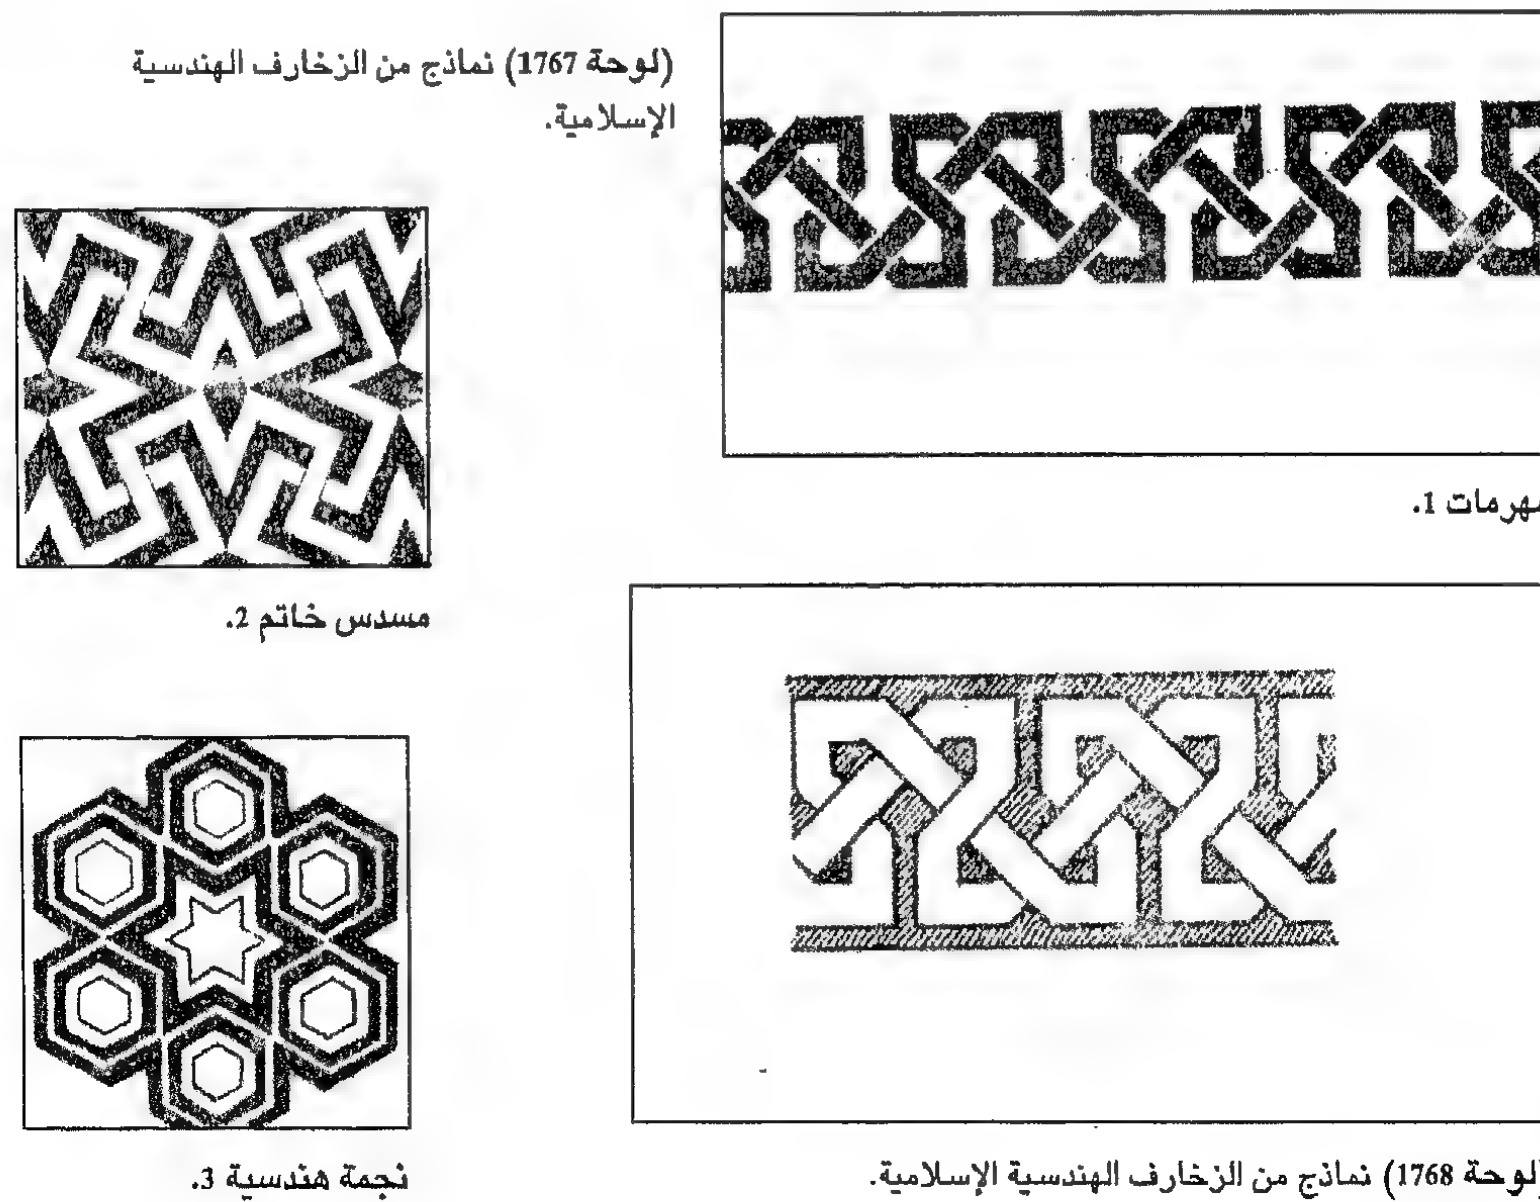 (لوحة 1767) نماذج من الزخارف الهندسية
الإسلامية.
مهرمات 1.
مسدس خاتم 2.
نجمة هندسية 3.
(لوحة 1768) نماذج من الزخارف الهندسية الإسلامية.